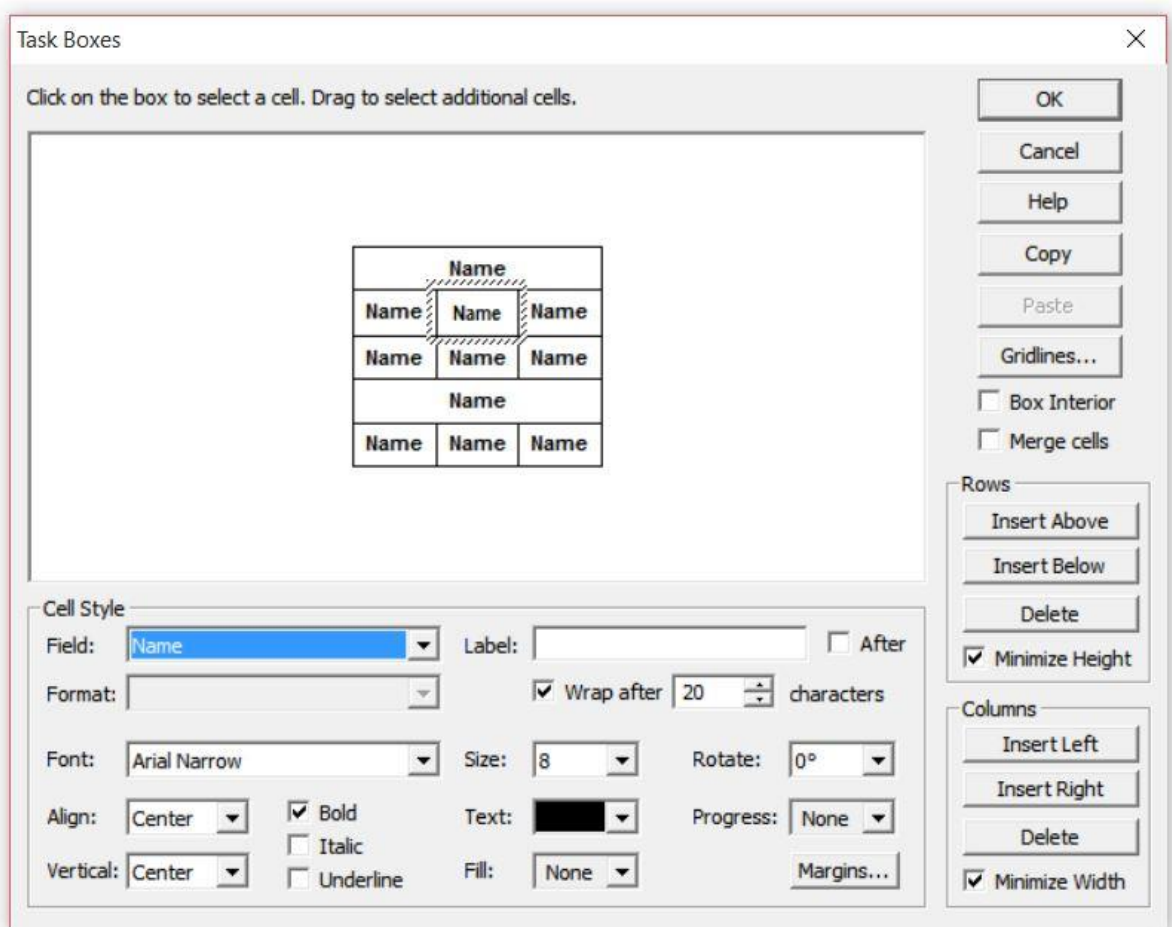 Task Boxes
Click on the box to select a cell. Drag to select additional cells.
OK
Cancel
Help
Copy
Paste
Gridlines...
Box Interior
Merge cells
Name
Name Name Name
Name Name Name
Name
Name Name Name
Rows
Insert Above
Insert Below
Delete
Minimize Height
Columns
Insert Left
Insert Right
Delete
Minimize Width
Cell Style
Field: Name Label: After
Format: Wrap after 20 characters
Font: Arial Narrow Size: 8 Rotate: 0°
Align: Center Bold Text: Progress: None
Italic
Vertical: Center Underline Fill: None Margins...